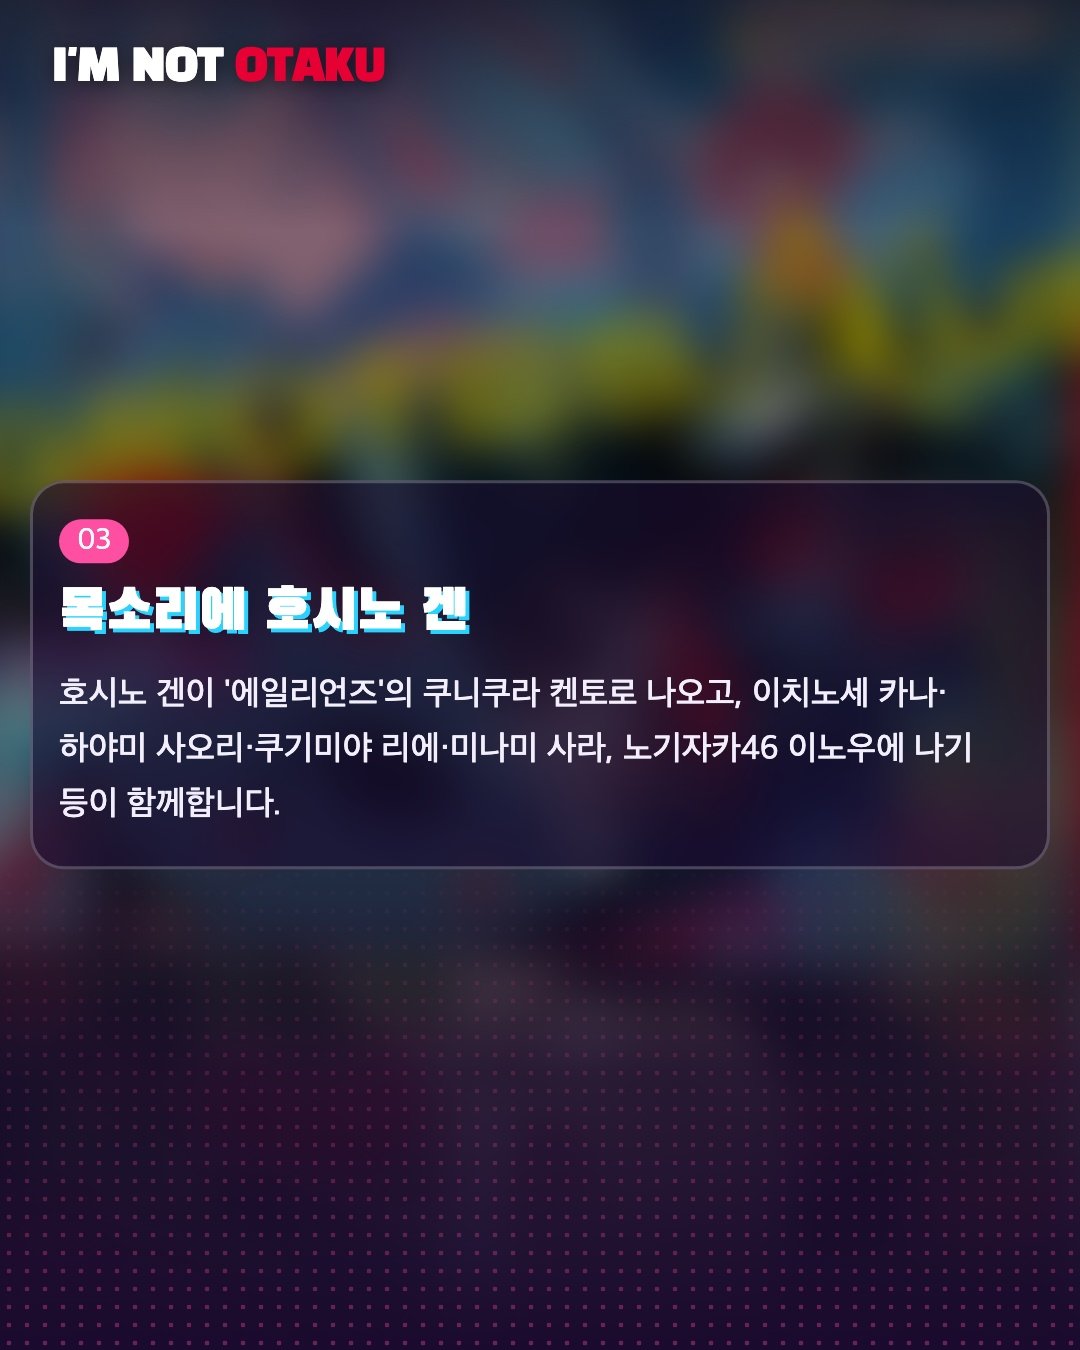 I'M NOT OTAKU
03
목소리에 호시노 겐
호시노 겐이 '에일리언즈'의 쿠니쿠라 켄토로 나오고, 이치노세 카나·
하야미 사오리·쿠기미야 리에·미나미 사라, 노기자카46 이노우에 나기
등이 함께합니다.